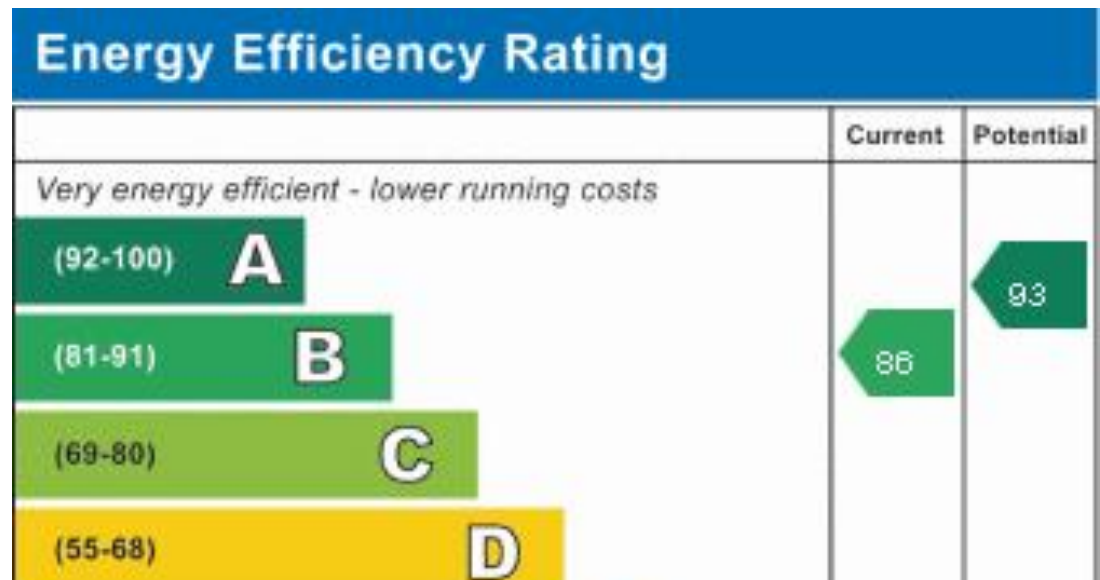 Energy Efficiency Rating
Current Potential
Very energy efficient - lower running costs
(92-100) A
93
(81-91) B
86
(69-80) C
(55-68) D